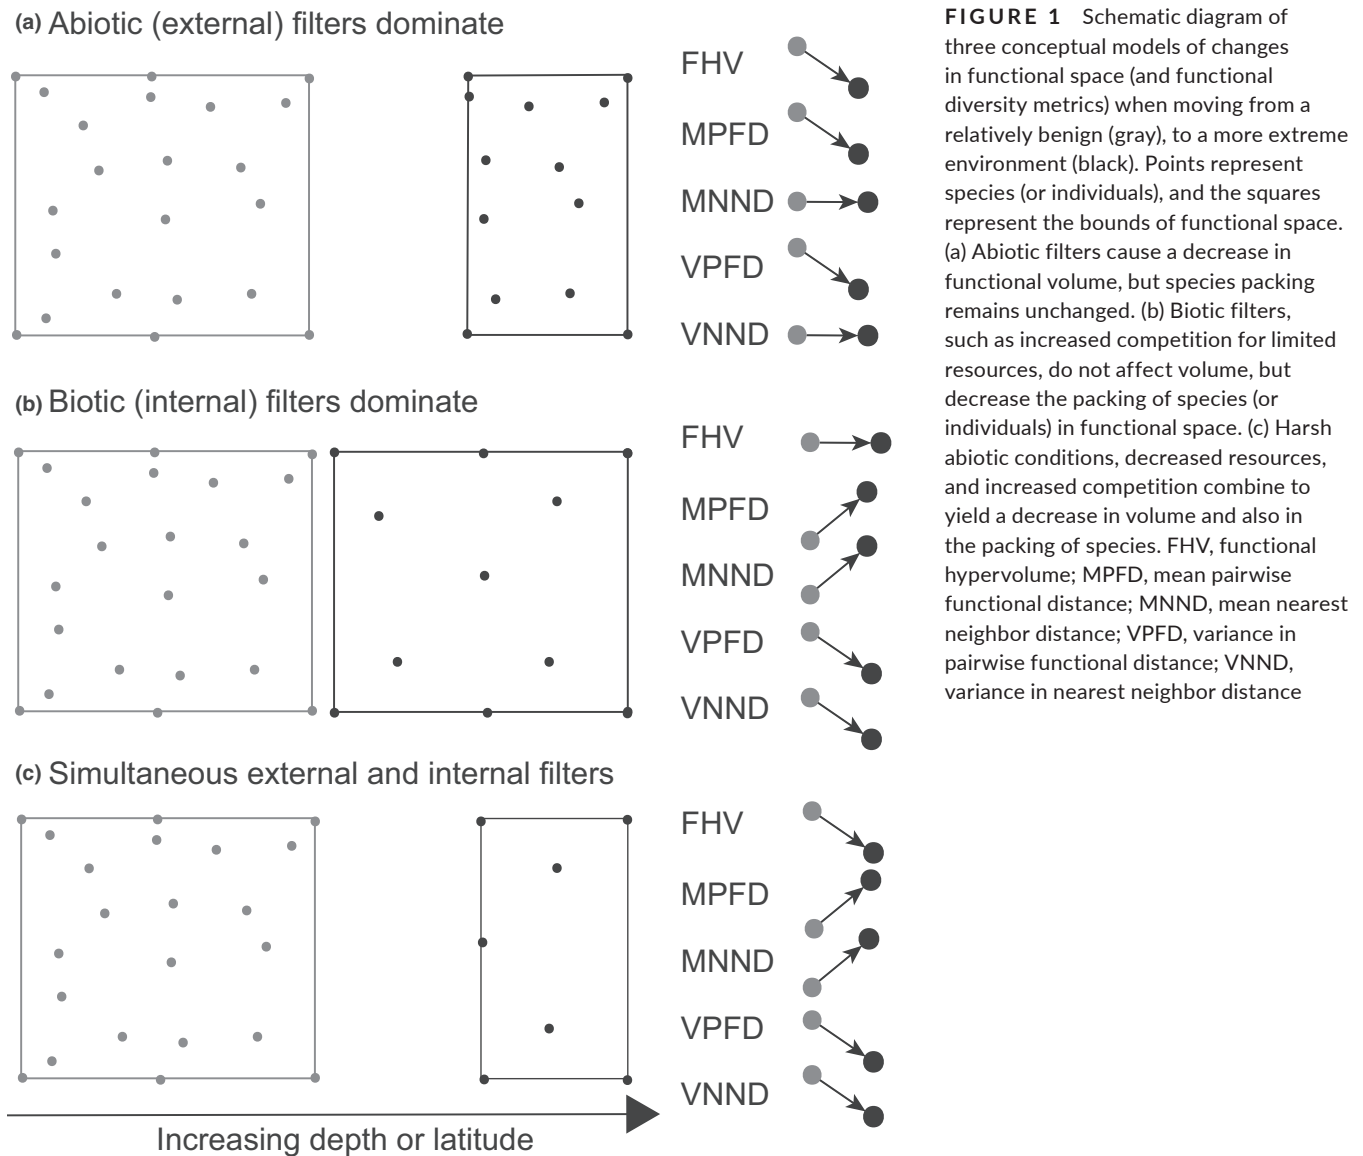 (a) Abiotic (external) filters dominate
FHV
MPFD
MNND
VPFD
VNND
(b) Biotic (internal) filters dominate
FHV
MPFD
MNND
VPFD
VNND
(c) Simultaneous external and internal filters
FHV
MPFD
MNND
VPFD
VNND
Increasing depth or latitude
FIGURE 1 Schematic diagram of
three conceptual models of changes
in functional space (and functional
diversity metrics) when moving from a
relatively benign (gray), to a more extreme
environment (black). Points represent
species (or individuals), and the squares
represent the bounds of functional space.
(a) Abiotic filters cause a decrease in
functional volume, but species packing
remains unchanged. (b) Biotic filters,
such as increased competition for limited
resources, do not affect volume, but
decrease the packing of species (or
individuals) in functional space. (c) Harsh
abiotic conditions, decreased resources,
and increased competition combine to
yield a decrease in volume and also in
the packing of species. FHV, functional
hypervolume; MPFD, mean pairwise
functional distance; MNND, mean nearest
neighbor distance; VPFD, variance in
pairwise functional distance; VNND,
variance in nearest neighbor distance